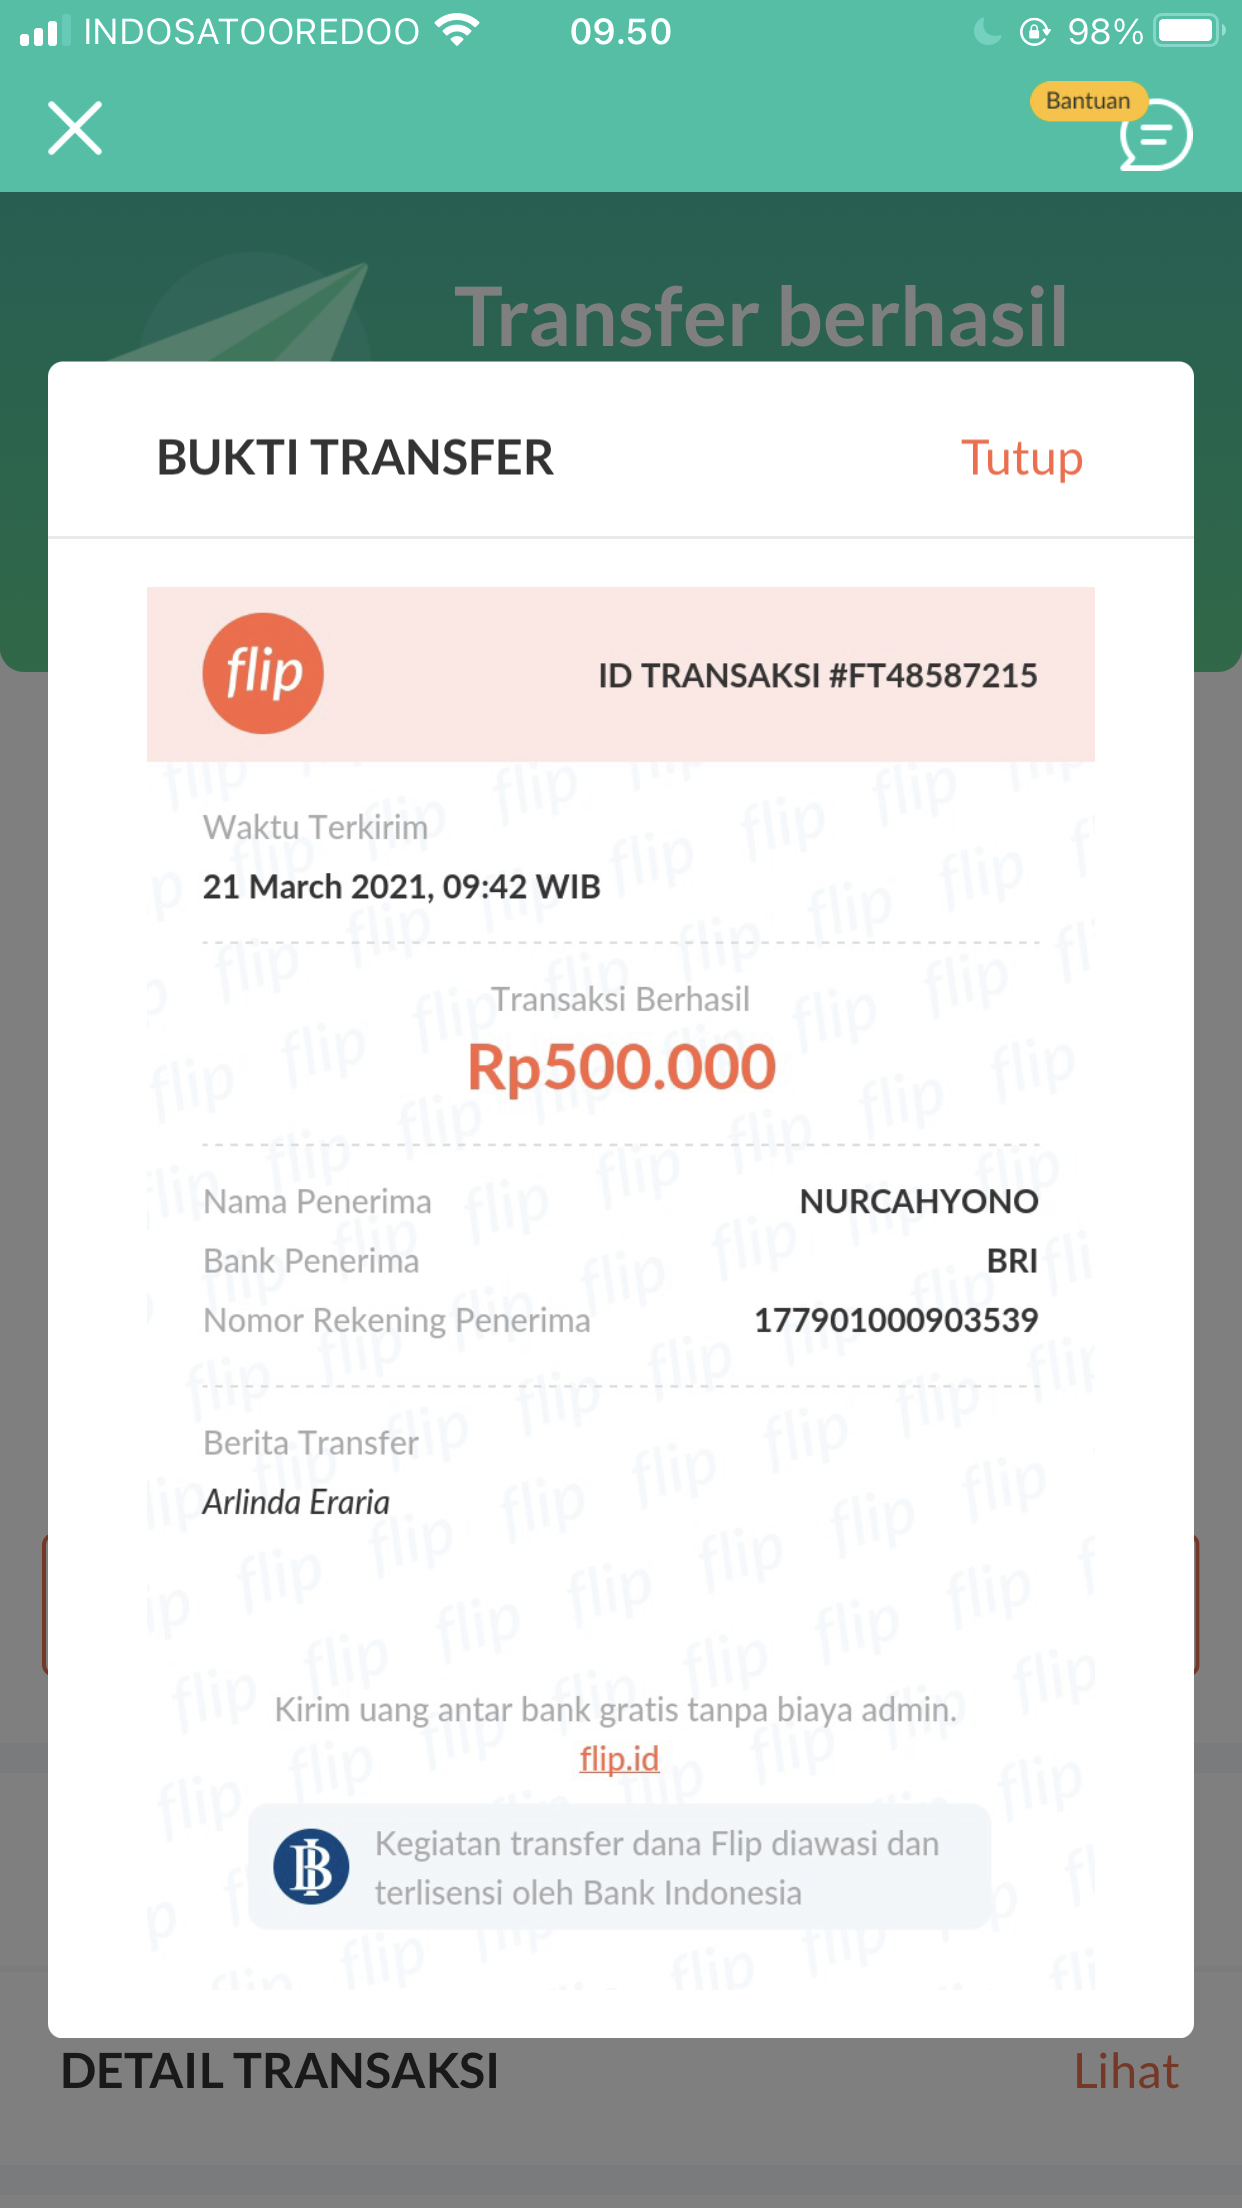 INDOSATOOREDOO 09.50 98%
Bantuan
Transfer berhasil
BUKTI TRANSFER Tutup
flip ID TRANSAKSI #FT48587215
Waktu Terkirim
21 March 2021, 09:42 WIB
Transaksi Berhasil
Rp500.000
Nama Penerima NURCAHYONO
Bank Penerima BRI
Nomor Rekening Penerima 177901000903539
Berita Transfer
Arlinda Eraria
Kirim uang antar bank gratis tanpa biaya admin.
flip.id
Kegiatan transfer dana Flip diawasi dan
terlisensi oleh Bank Indonesia
DETAIL TRANSAKSI Lihat